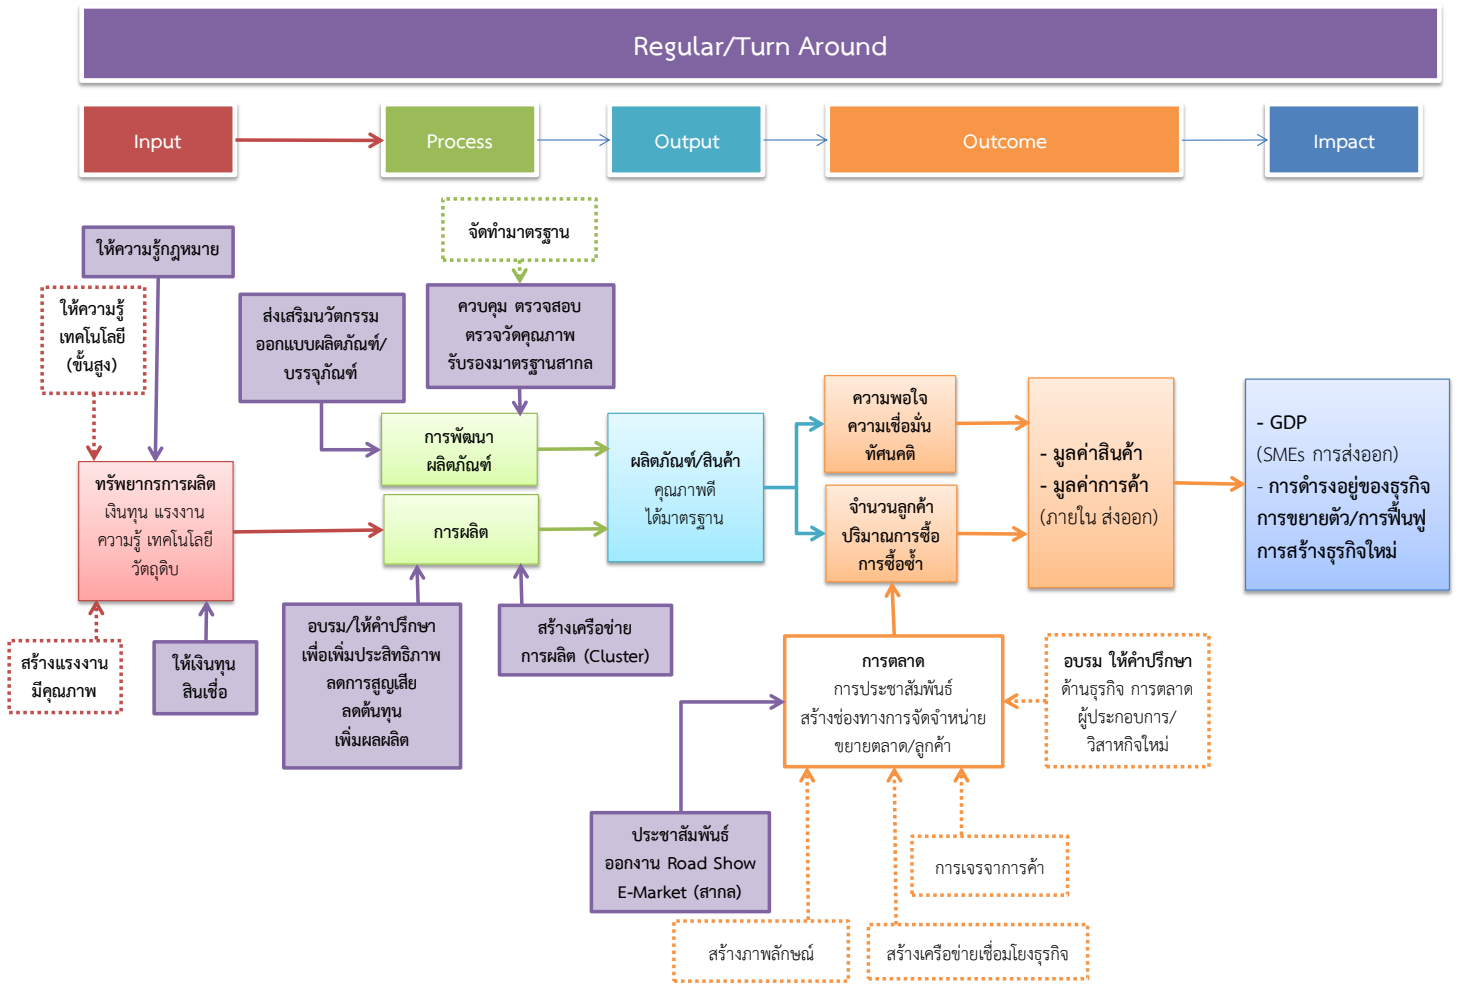 Regular/Turn Around
Input
Process
Output
Outcome
Impact
จัดทำมาตรฐาน
ให้ความรู้กฎหมาย
ให้ความรู้
เทคโนโลยี
(ขั้นสูง)
ส่งเสริมนวัตกรรม
ออกแบบผลิตภัณฑ์/
บรรจุภัณฑ์
ควบคุม ตรวจสอบ
ตรวจวัดคุณภาพ
รับรองมาตรฐานสากล
ทรัพยากรการผลิต
เงินทุน แรงงาน
ความรู้ เทคโนโลยี
วัตถุดิบ
การพัฒนา
ผลิตภัณฑ์
การผลิต
ผลิตภัณฑ์/สินค้า
คุณภาพดี
ได้มาตรฐาน
ความพอใจ
ความเชื่อมั่น
ทัศนคติ
จำนวนลูกค้า
ปริมาณการซื้อ
การซื้อซ้ำ
- มูลค่าสินค้า
- มูลค่าการค้า
(ภายใน ส่งออก)
- GDP
(SMEs การส่งออก)
- การดำรงอยู่ของธุรกิจ
การขยายตัว/การฟื้นฟู
การสร้างธุรกิจใหม่
สร้างแรงงาน
มีคุณภาพ
ให้เงินทุน
สินเชื่อ
อบรม/ให้คำปรึกษา
เพื่อเพิ่มประสิทธิภาพ
ลดการสูญเสีย
ลดต้นทุน
เพิ่มผลผลิต
สร้างเครือข่าย
การผลิต (Cluster)
การตลาด
การประชาสัมพันธ์
สร้างช่องทางการจัดจำหน่าย
ขยายตลาด/ลูกค้า
อบรม ให้คำปรึกษา
ด้านธุรกิจ การตลาด
ผู้ประกอบการ/
วิสาหกิจใหม่
ประชาสัมพันธ์
ออกงาน Road Show
E-Market (สากล)
การเจรจาการค้า
สร้างภาพลักษณ์
สร้างเครือข่ายเชื่อมโยงธุรกิจ